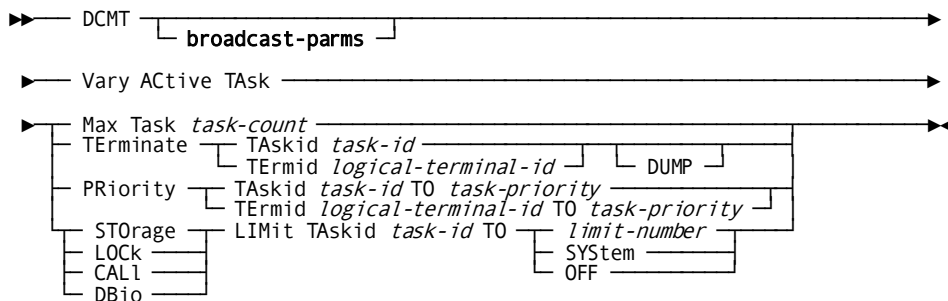 DCMT
broadcast-parms
Vary ACtive TAsk
Max Task task-count
TErminate TAskid task-id
TErmid logical-terminal-id DUMP
PRiority TAskid task-id TO task-priority
TErmid logical-terminal-id TO task-priority
STOrage LIMit TAskid task-id TO limit-number
LOCk SYStem
CALl OFF
DBio